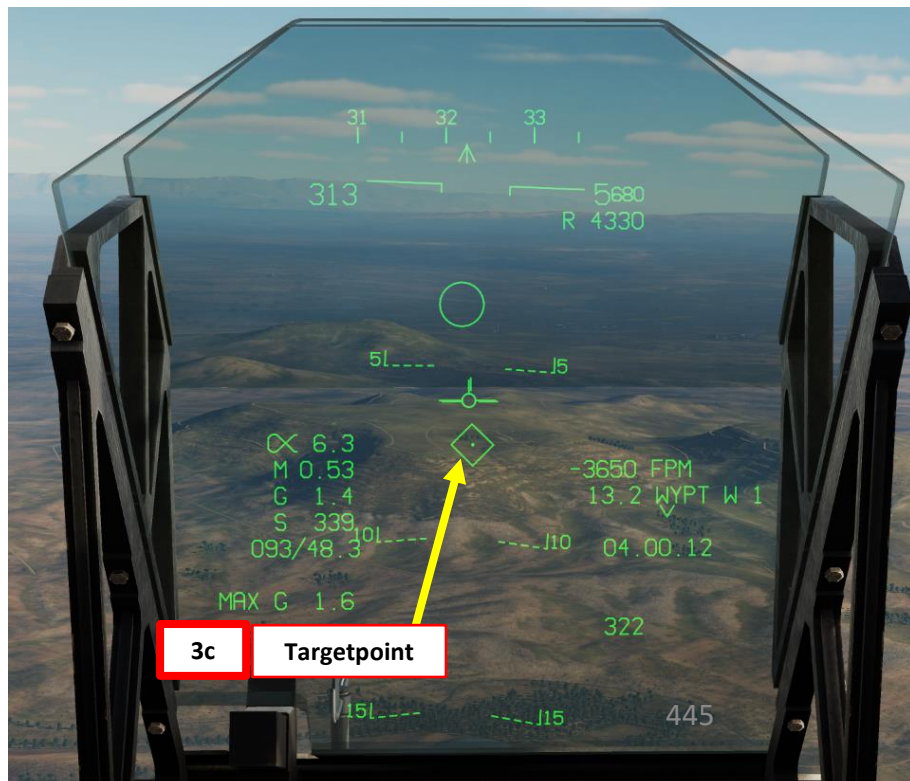 31 32 33
313 5680
R 4330
5 5
α 6.3
M 0.53 -3650 FPM
G 1.4 13.2 WYPT W 1
S 339
10 10
093/48.3 04.00.12
MAX G 1.6
322
3c Targetpoint
15 15
445